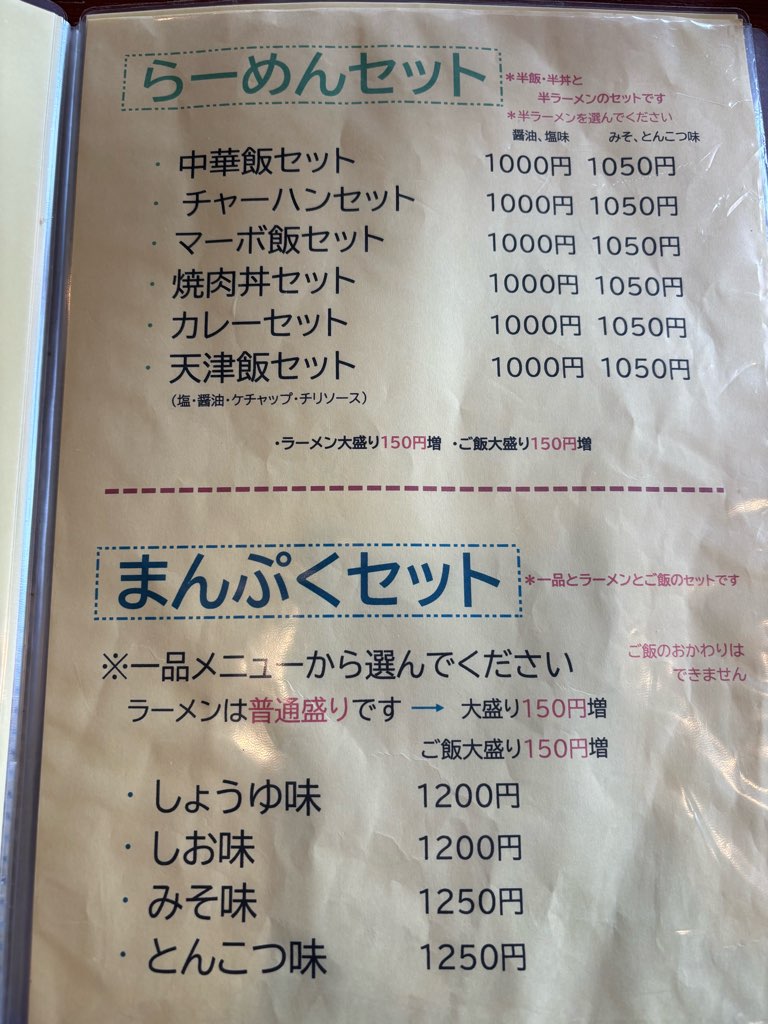 らーめんセット
＊半飯・半丼と
半ラーメンのセットです
＊半ラーメンを選んでください
醤油、塩味 みそ、とんこつ味
・中華飯セット 1000円 1050円
・チャーハンセット 1000円 1050円
・マーボ飯セット 1000円 1050円
・焼肉丼セット 1000円 1050円
・カレーセット 1000円 1050円
・天津飯セット 1000円 1050円
（塩・醤油・ケチャップ・チリソース）
・ラーメン大盛り150円増 ・ご飯大盛り150円増
まんぷくセット ＊一品とラーメンとご飯のセットです
※一品メニューから選んでください
ご飯のおかわりは
できません
ラーメンは普通盛りです → 大盛り150円増
ご飯大盛り150円増
・しょうゆ味 1200円
・しお味 1200円
・みそ味 1250円
・とんこつ味 1250円